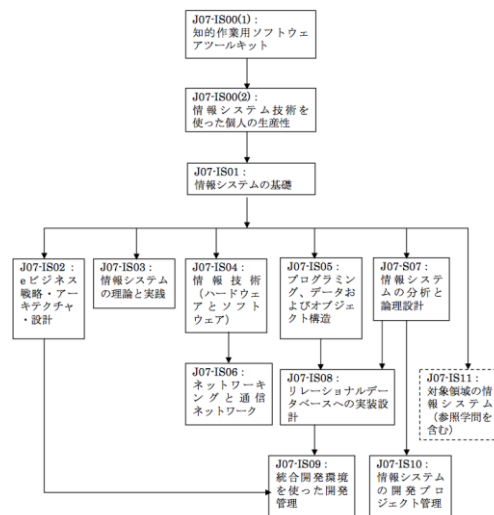 J07-IS00(1)：
知的作業用ソフトウェ
アツールキット
J07-IS00(2)：
情報システム技術を
使った個人の生産性
J07-IS01：
情報システムの基礎
J07-IS02：
eビジネス
戦略・アー
キテクチャ
・設計
J07-IS03：
情報システム
の理論と実践
J07-IS04：
情報技術
（ハードウェ
アとソフト
ウェア）
J07-IS05：
プログラミン
グ、データお
よびオブジェ
クト構造
J07-S07：
情報システ
ムの分析と
論理設計
J07-IS06：
ネットワーキ
ングと通信
ネットワーク
J07-IS08：
リレーショナルデー
タベースへの実装設
計
J07-IS11：
対象領域の情
報システム
（参照学問を
含む）
J07-IS09：
統合開発環境
を使った開発
管理
J07-IS10：
情報システム
の開発プロジ
ェクト管理